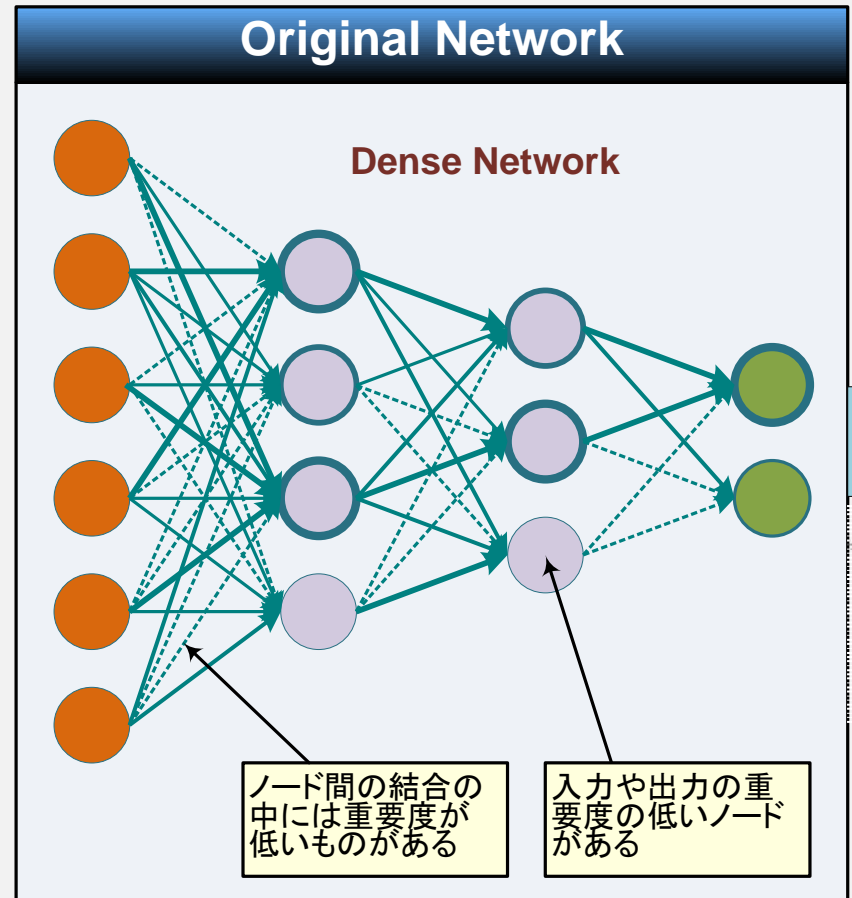 Original Network
Dense Network
ノード間の結合の
中には重要度が
低いものがある
入力や出力の重
要度の低いノード
がある